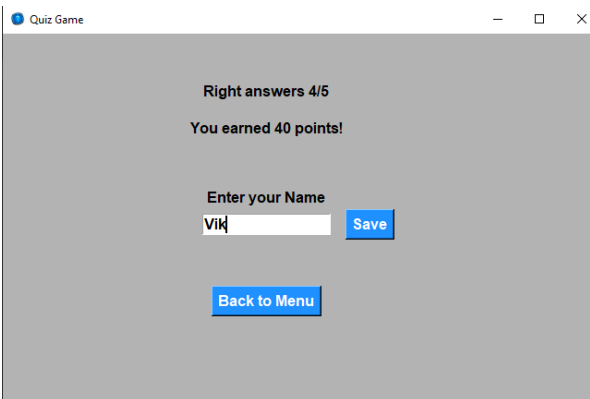 Quiz Game
Right answers 4/5
You earned 40 points!
Enter your Name
Vik
Save
Back to Menu